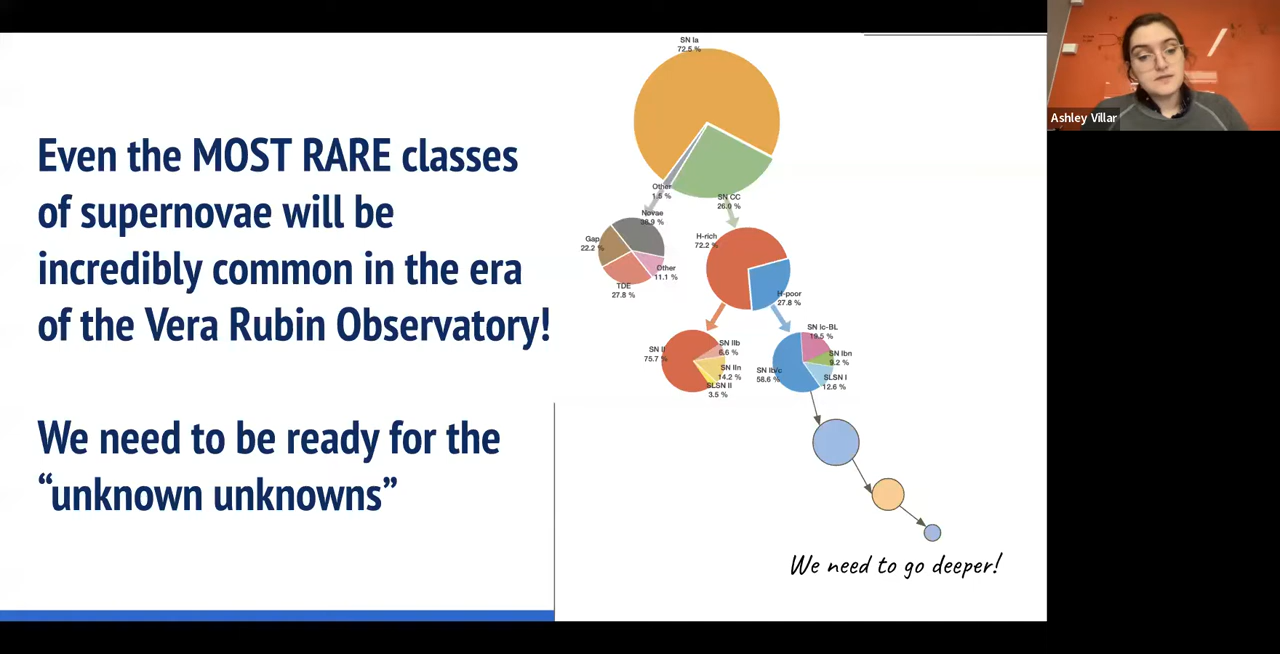 Even the MOST RARE classes
of supernovae will be
incredibly common in the era
of the Vera Rubin Observatory!
We need to be ready for the
“unknown unknowns”
SN Ia
72.5 %
Other
1.5 %
SN CC
26.0 %
Novae
38.9 %
Gap
22.2 %
Other
11.1 %
TDE
27.8 %
H-rich
72.2 %
H-poor
27.8 %
SN II
75.7 %
SN IIb
6.6 %
SN IIn
14.2 %
SLSN II
3.5 %
SN Ic-BL
19.5 %
SN Ibn
9.2 %
SN Ib/c
58.6 %
SLSN I
12.6 %
We need to go deeper!
Ashley Villar